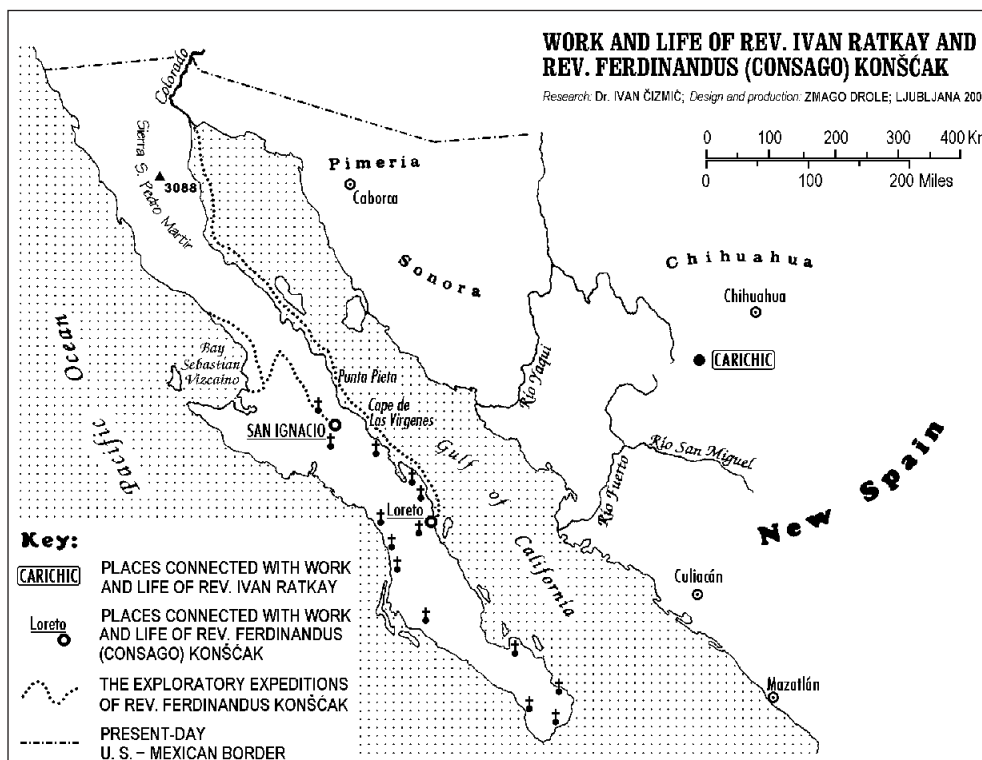 WORK AND LIFE OF REV. IVAN RATKAY AND
REV. FERDINANDUS (CONSAGO) KONŠĆAK
Research: Dr. IVAN ČIZMIĆ; Design and production: ZMAGO DROLE; LJUBLJANA 200
0 100 200 300 400 Km
0 100 200 Miles
Colorado
Sierra S. Pedro Martir
3088
Pimeria
Caborca
Sonora
Chihuahua
Chihuahua
CARICHIC
Pacific Ocean
Bay
Sebastian
Vizcaino
Punta Pieta
Cape de
Las Virgenes
SAN IGNACIO
Rio Yaqui
Rio San Miguel
Rio Fuerto
Gulf of California
New Spain
Loreto
Culiacán
Mazatlán
Key:
CARICHIC PLACES CONNECTED WITH WORK
AND LIFE OF REV. IVAN RATKAY
Loreto PLACES CONNECTED WITH WORK
AND LIFE OF REV. FERDINANDUS
(CONSAGO) KONŠĆAK
THE EXPLORATORY EXPEDITIONS
OF REV. FERDINANDUS KONŠĆAK
PRESENT-DAY
U. S. – MEXICAN BORDER